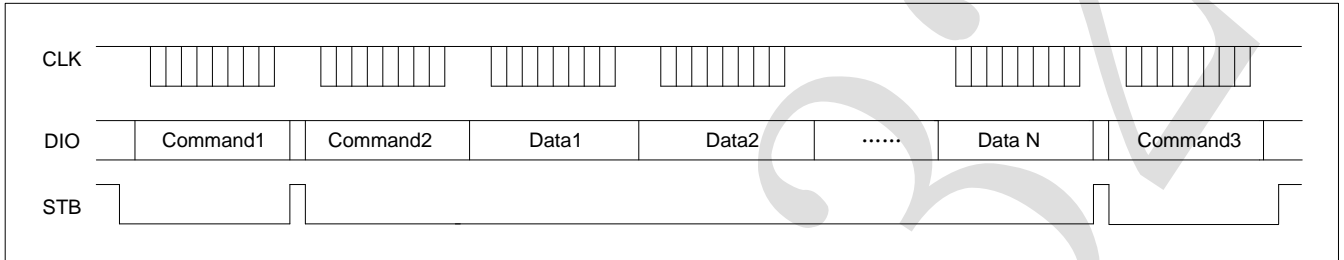 CLK
DIO Command1 Command2 Data1 Data2 ...... Data N Command3
STB